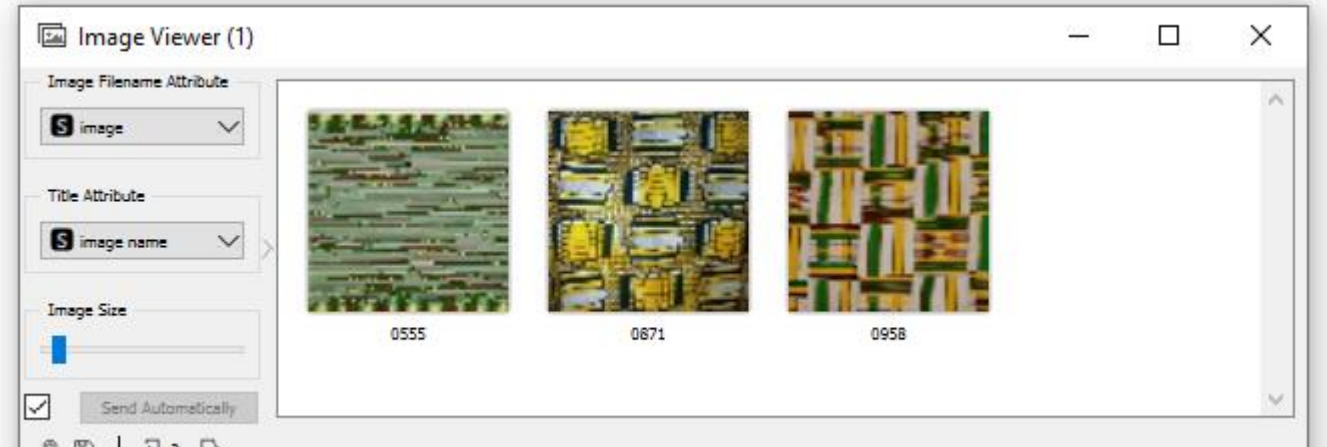 Image Viewer (1)
Image Filename Attribute
S image
Title Attribute
S image name
Image Size
Send Automatically
0555
0871
0958